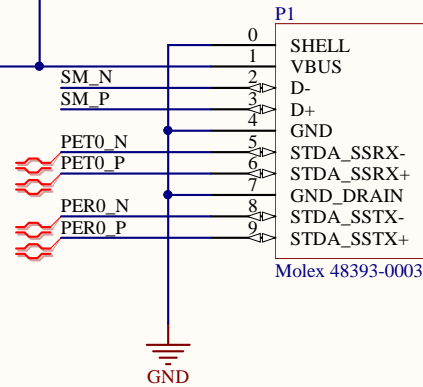 P1
0 SHELL
1 VBUS
SM_N 2 D-
SM_P 3 D+
4 GND
PET0_N 5 STDA_SSRX-
PET0_P 6 STDA_SSRX+
7 GND_DRAIN
PER0_N 8 STDA_SSTX-
PER0_P 9 STDA_SSTX+
Molex 48393-0003
GND